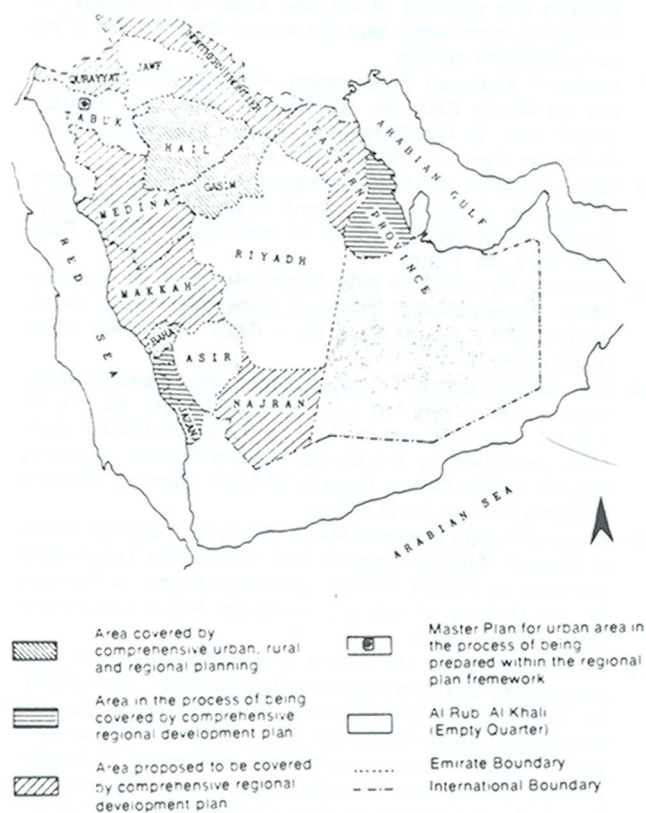 QURAYYAT
JAWF
TABUK
HAIL
QASIM
MEDINA
EASTERN PROVINCE
ARABIAN GULF
RED SEA
RIYADH
MAKKAH
BAHA
ASIR
NAJRAN
ARABIAN SEA
Area covered by
comprehensive urban, rural
and regional planning
Area in the process of being
covered by comprehensive
regional development plan
Area proposed to be covered
by comprehensive regional
development plan
Master Plan for urban area in
the process of being
prepared within the regional
plan fremework
Al Rub Al Khali
(Empty Quarter)
Emirate Boundary
International Boundary